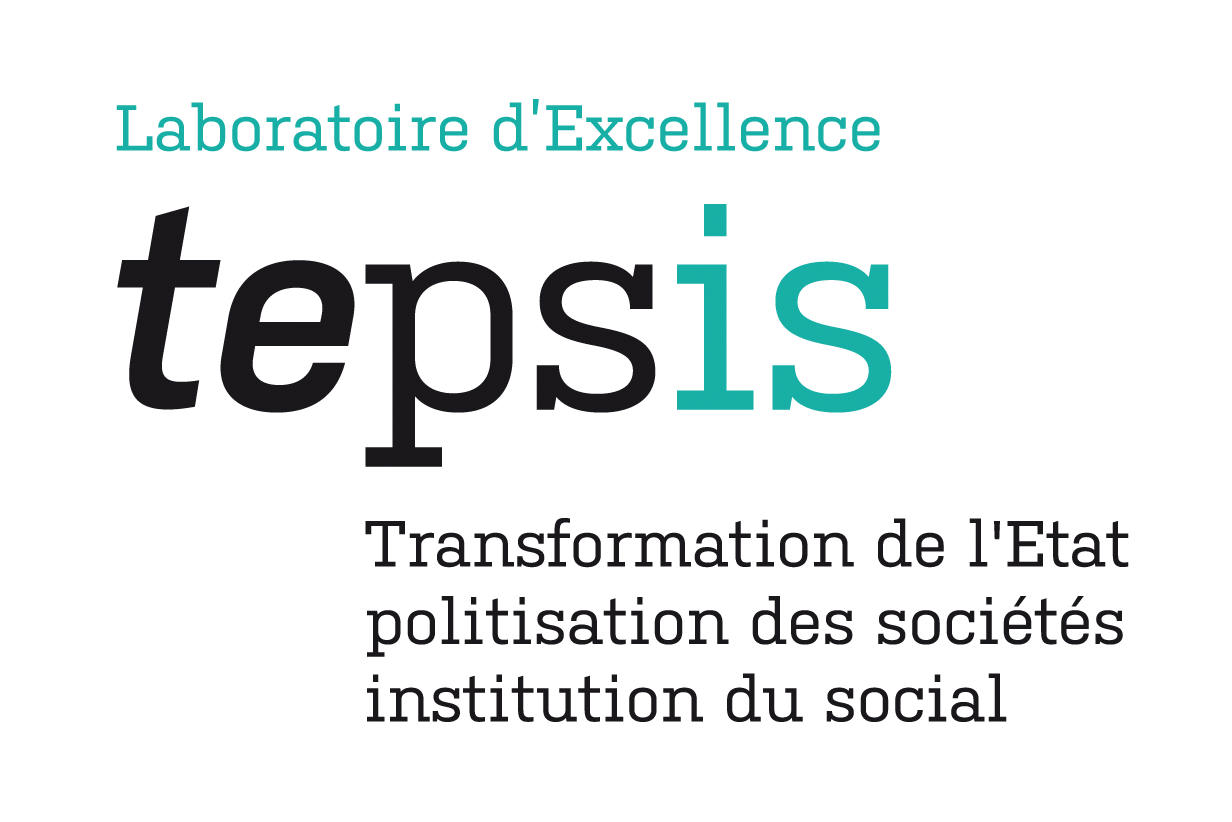 Laboratoire d'Excellence
tepsis
Transformation de l'Etat
politisation des sociétés
institution du social